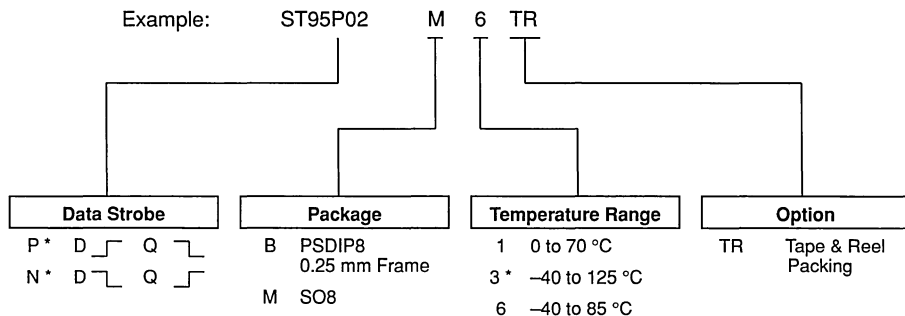 Example: ST95P02 M 6 TR
Data Strobe
P * D Q
N * D Q
Package
B PSDIP8
0.25 mm Frame
M SO8
Temperature Range
1 0 to 70 °C
3 * –40 to 125 °C
6 –40 to 85 °C
Option
TR Tape & Reel
Packing